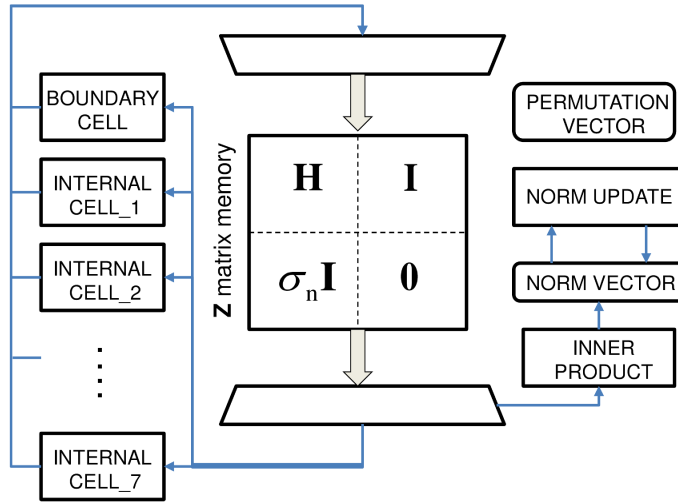 BOUNDARY
CELL
INTERNAL
CELL_1
INTERNAL
CELL_2
INTERNAL
CELL_7
Z matrix memory
H I
σn I 0
PERMUTATION
VECTOR
NORM UPDATE
NORM VECTOR
INNER
PRODUCT